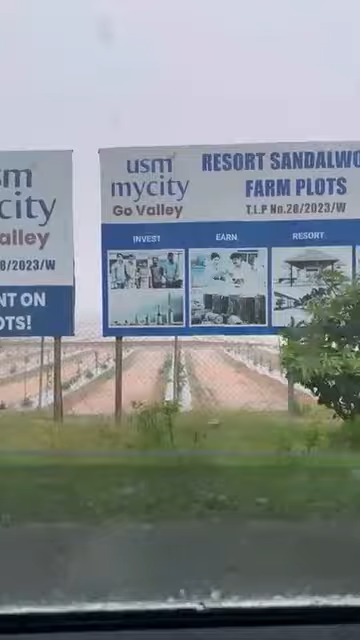 sm
city
alley
8/2023/W
NT ON
OTS!
usm
mycity
Go Valley
RESORT SANDALWO
FARM PLOTS
T.L.P No.28/2023/W
INVEST
EARN
RESORT